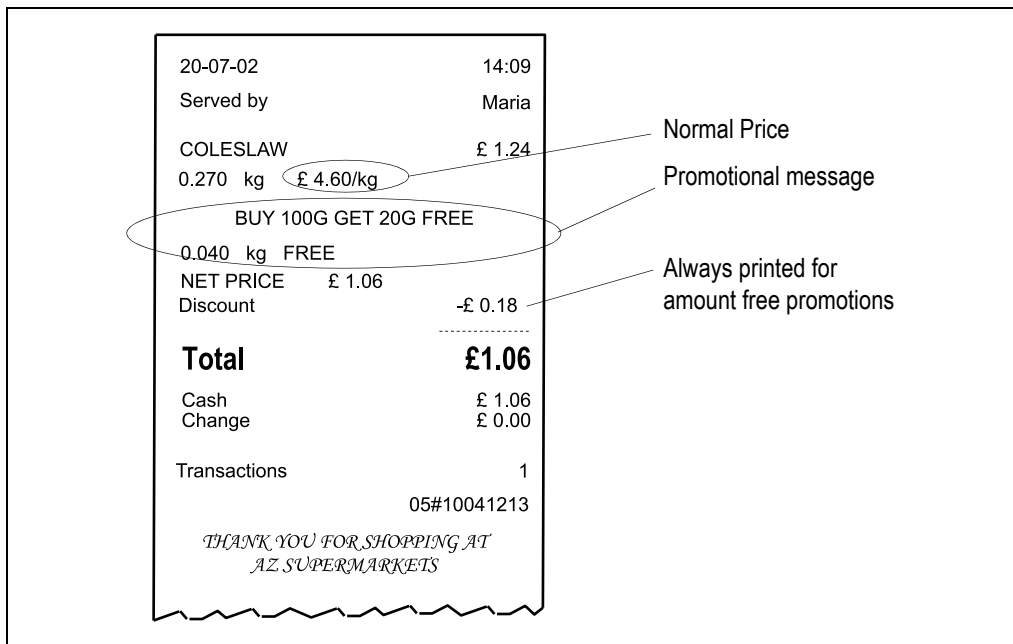 20-07-02 14:09
Served by Maria
COLESLAW £ 1.24
0.270 kg £ 4.60/kg
BUY 100G GET 20G FREE
0.040 kg FREE
NET PRICE £ 1.06
Discount -£ 0.18
Total £1.06
Cash £ 1.06
Change £ 0.00
Transactions 1
05#10041213
THANK YOU FOR SHOPPING AT
AZ SUPERMARKETS
Normal Price
Promotional message
Always printed for
amount free promotions